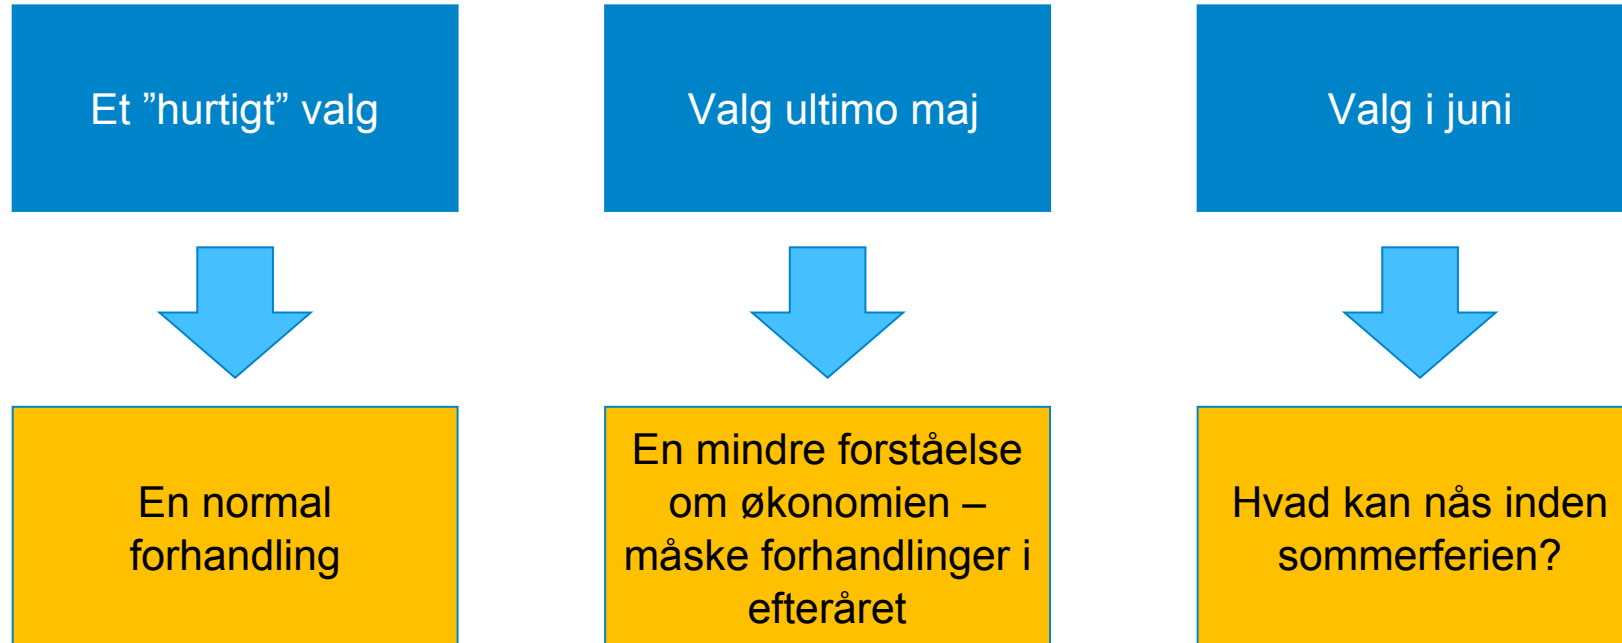 Et ”hurtigt” valg
Valg ultimo maj
Valg i juni
En normal
forhandling
En mindre forståelse
om økonomien –
måske forhandlinger i
efteråret
Hvad kan nås inden
sommerferien?